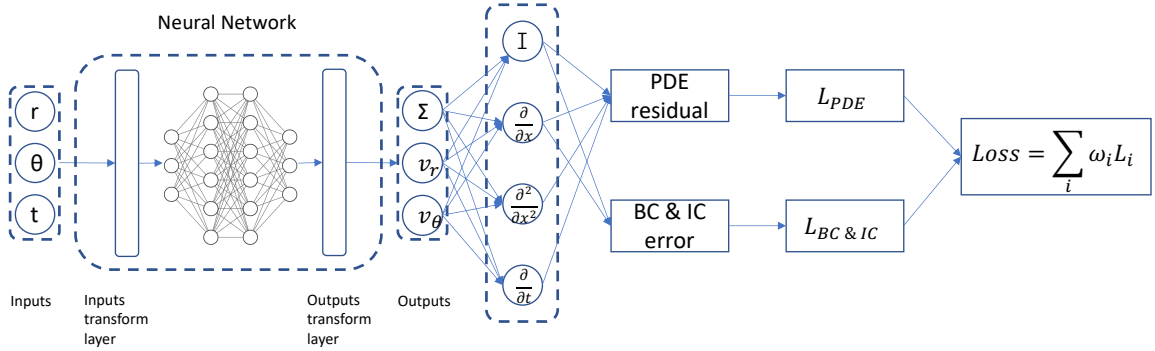 Neural Network
r
θ
t
Σ
v_r
v_θ
I
∂/∂x
∂²/∂x²
∂/∂t
PDE
residual
BC & IC
error
L_PDE
L_BC & IC
Loss = ∑_i ω_i L_i
Inputs
Inputs
transform
layer
Outputs
transform
layer
Outputs